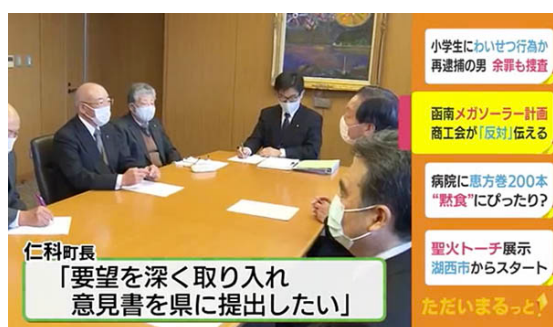 小学生にわいせつ行為か
再逮捕の男 余罪も捜査
函南メガソーラー計画
商工会が「反対」伝える
病院に恵方巻200本
“黙食”にぴったり?
聖火トーチ展示
湖西市からスタート
ただいまるっと!
仁科町長
「要望を深く取り入れ
意見書を県に提出したい」